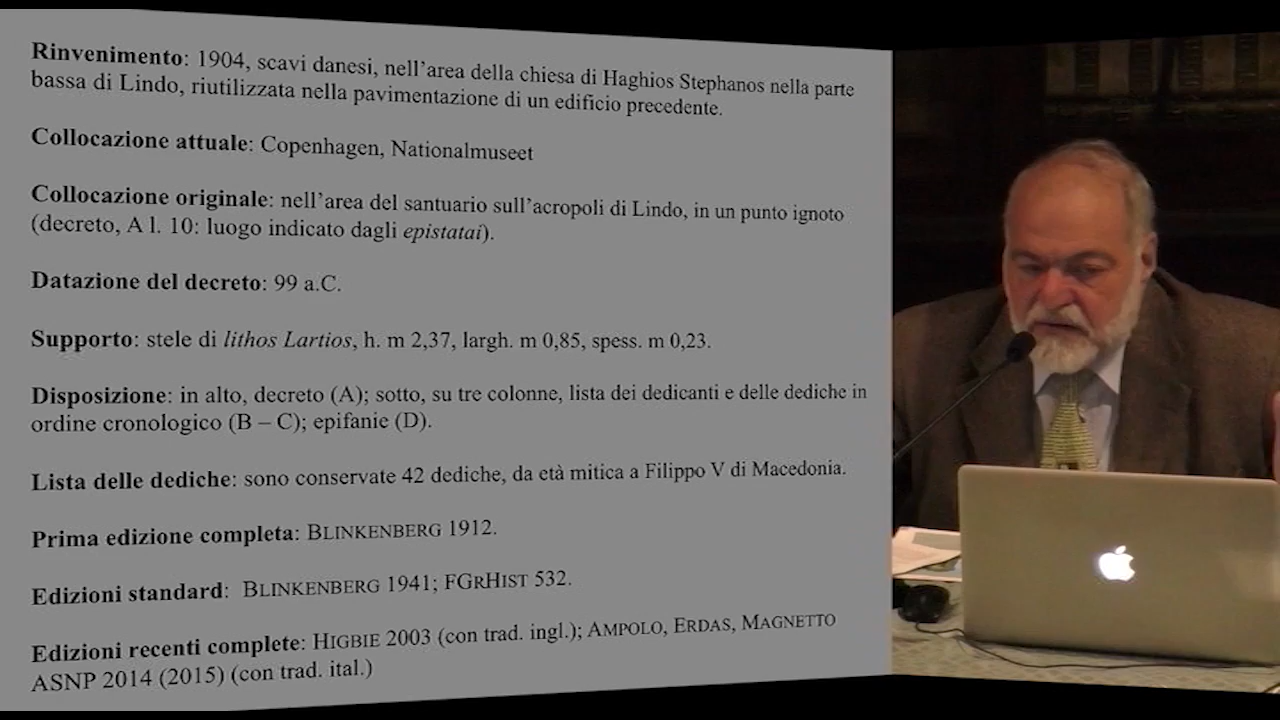 Rinvenimento: 1904, scavi danesi, nell'area della chiesa di Haghios Stephanos nella parte
bassa di Lindo, riutilizzata nella pavimentazione di un edificio precedente.
Collocazione attuale: Copenhagen, Nationalmuseet
Collocazione originale: nell'area del santuario sull'acropoli di Lindo, in un punto ignoto
(decreto, A l. 10: luogo indicato dagli epistatai).
Datazione del decreto: 99 a.C.
Supporto: stele di lithos Lartios, h. m 2,37, largh. m 0,85, spess. m 0,23.
Disposizione: in alto, decreto (A); sotto, su tre colonne, lista dei dedicanti e delle dediche in
ordine cronologico (B – C); epifanie (D).
Lista delle dediche: sono conservate 42 dediche, da età mitica a Filippo V di Macedonia.
Prima edizione completa: BLINKENBERG 1912.
Edizioni standard: BLINKENBERG 1941; FGRHIST 532.
Edizioni recenti complete: HIGBIE 2003 (con trad. ingl.); AMPOLO, ERDAS, MAGNETTO
ASNP 2014 (2015) (con trad. ital.)